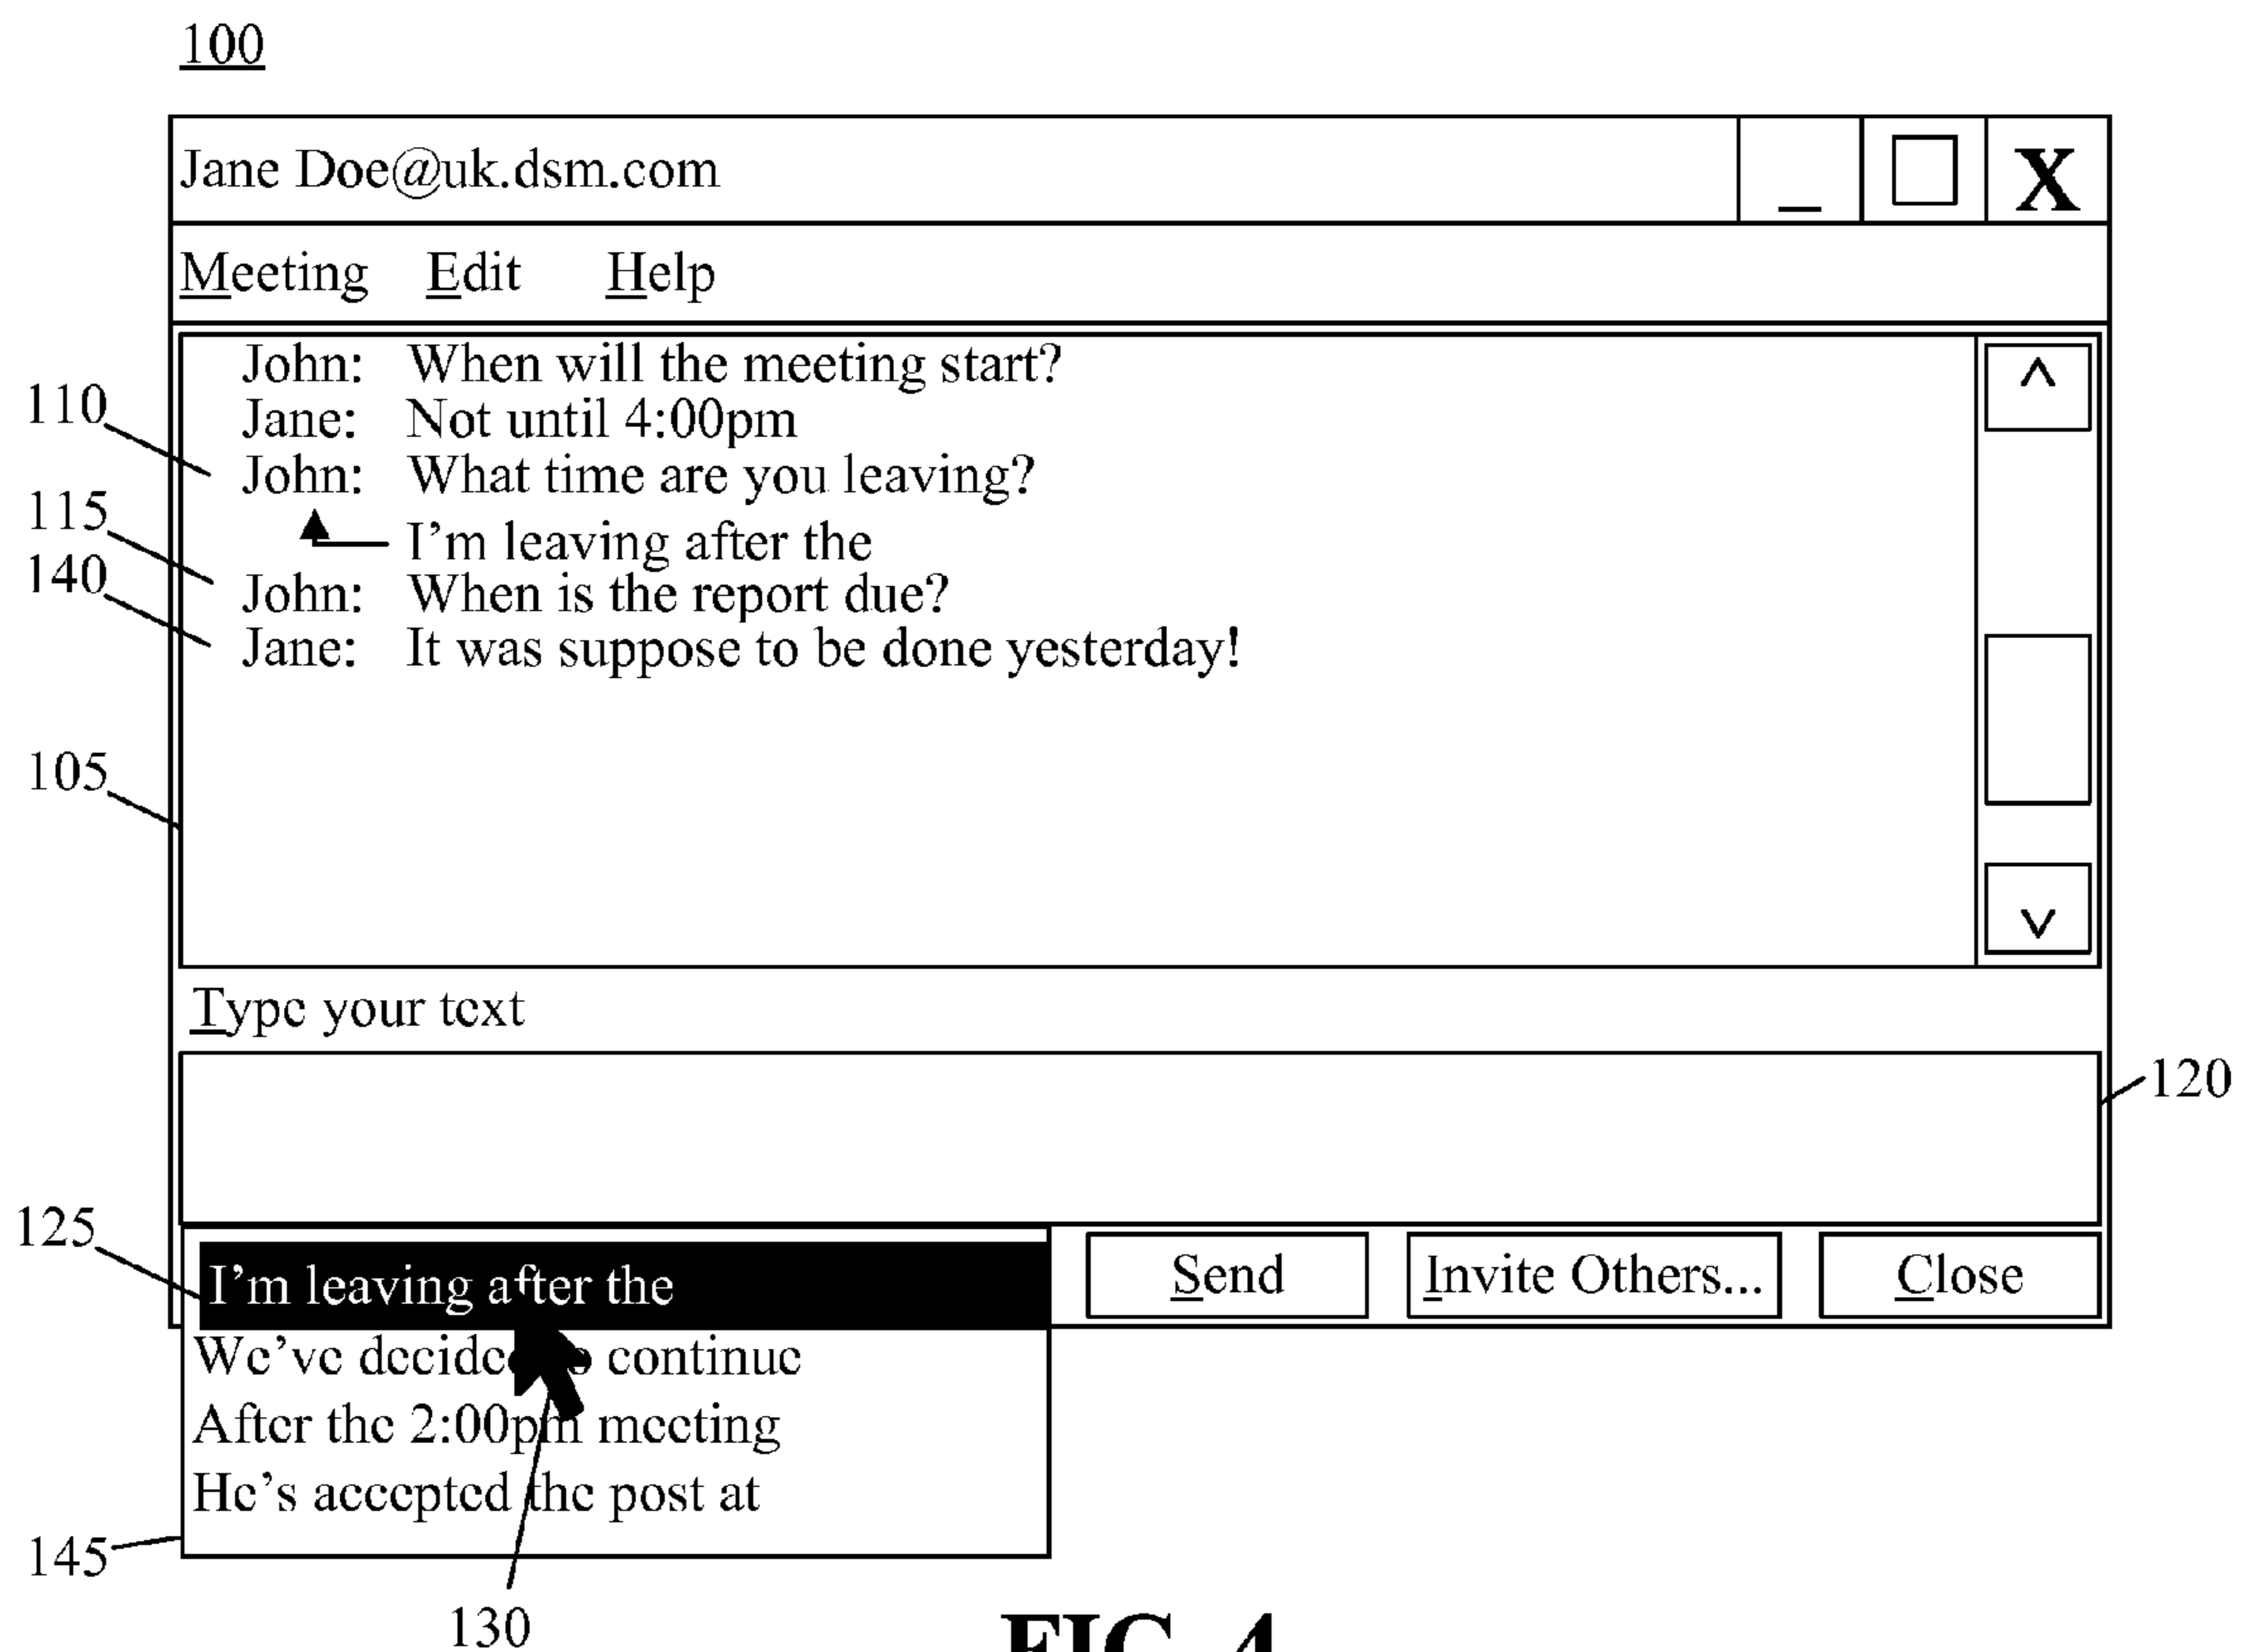 100
Jane Doe@uk.dsm.com _ X
Meeting Edit Help
John: When will the meeting start? ^
110 Jane: Not until 4:00pm
John: What time are you leaving?
115 I'm leaving after the
140 John: When is the report due?
Jane: It was suppose to be done yesterday!
105
v
Type your text
120
125
I'm leaving after the Send Invite Others... Close
We've decided continue
After the 2:00pm meeting
He's accepted the post at
145
130
FIG. 4